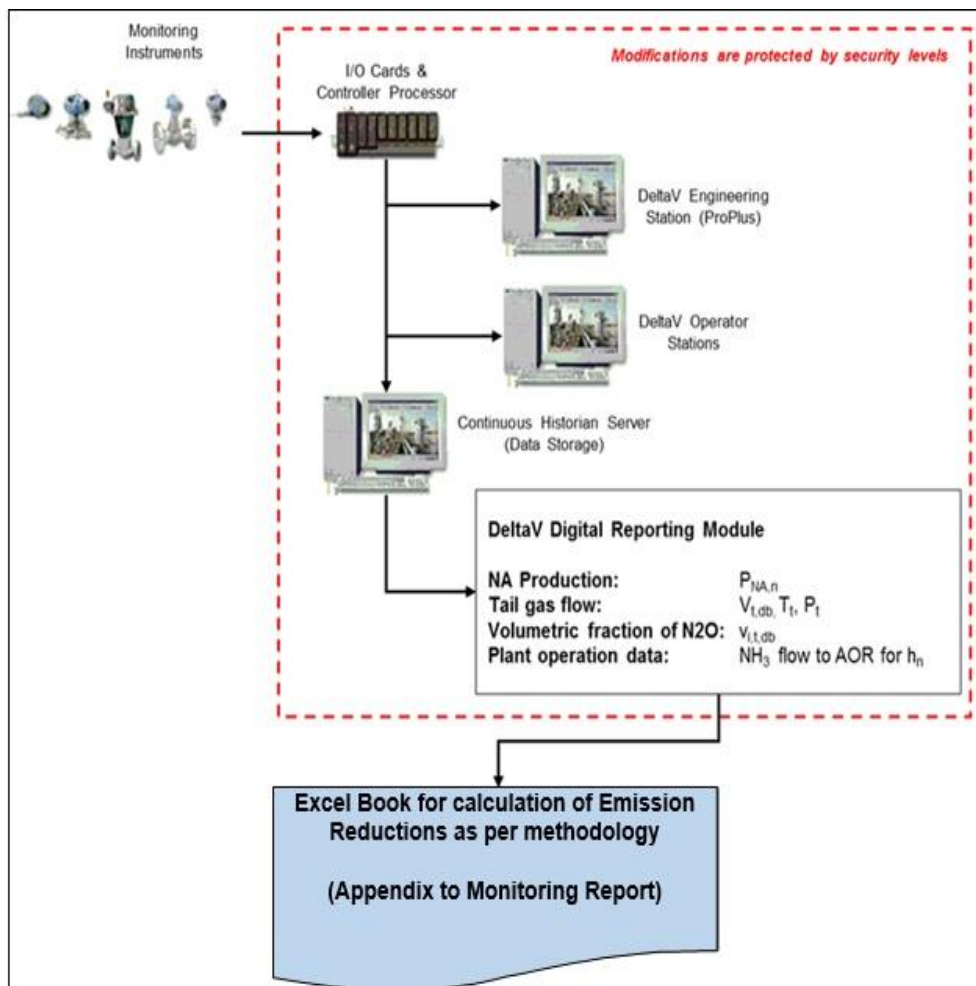 Monitoring
Instruments
Modifications are protected by security levels
I/O Cards &
Controller Processor
DeltaV Engineering
Station (ProPlus)
DeltaV Operator
Stations
Continuous Historian Server
(Data Storage)
DeltaV Digital Reporting Module
NA Production: P_NA,n
Tail gas flow: V_t,db, T_t, P_t
Volumetric fraction of N2O: v_i,t,db
Plant operation data: NH₃ flow to AOR for h_n
Excel Book for calculation of Emission
Reductions as per methodology
(Appendix to Monitoring Report)